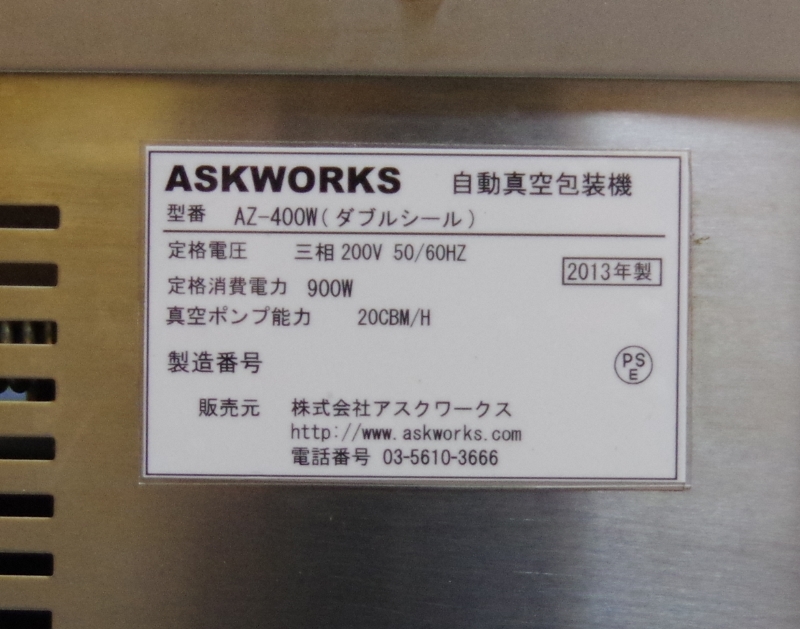 ASKWORKS 自動真空包装機
型番 AZ-400W(ダブルシール)
定格電圧 三相 200V 50/60HZ
2013年製
定格消費電力 900W
真空ポンプ能力 20CBM/H
製造番号
PS
E
販売元 株式会社アスクワークス
http://www.askworks.com
電話番号 03-5610-3666